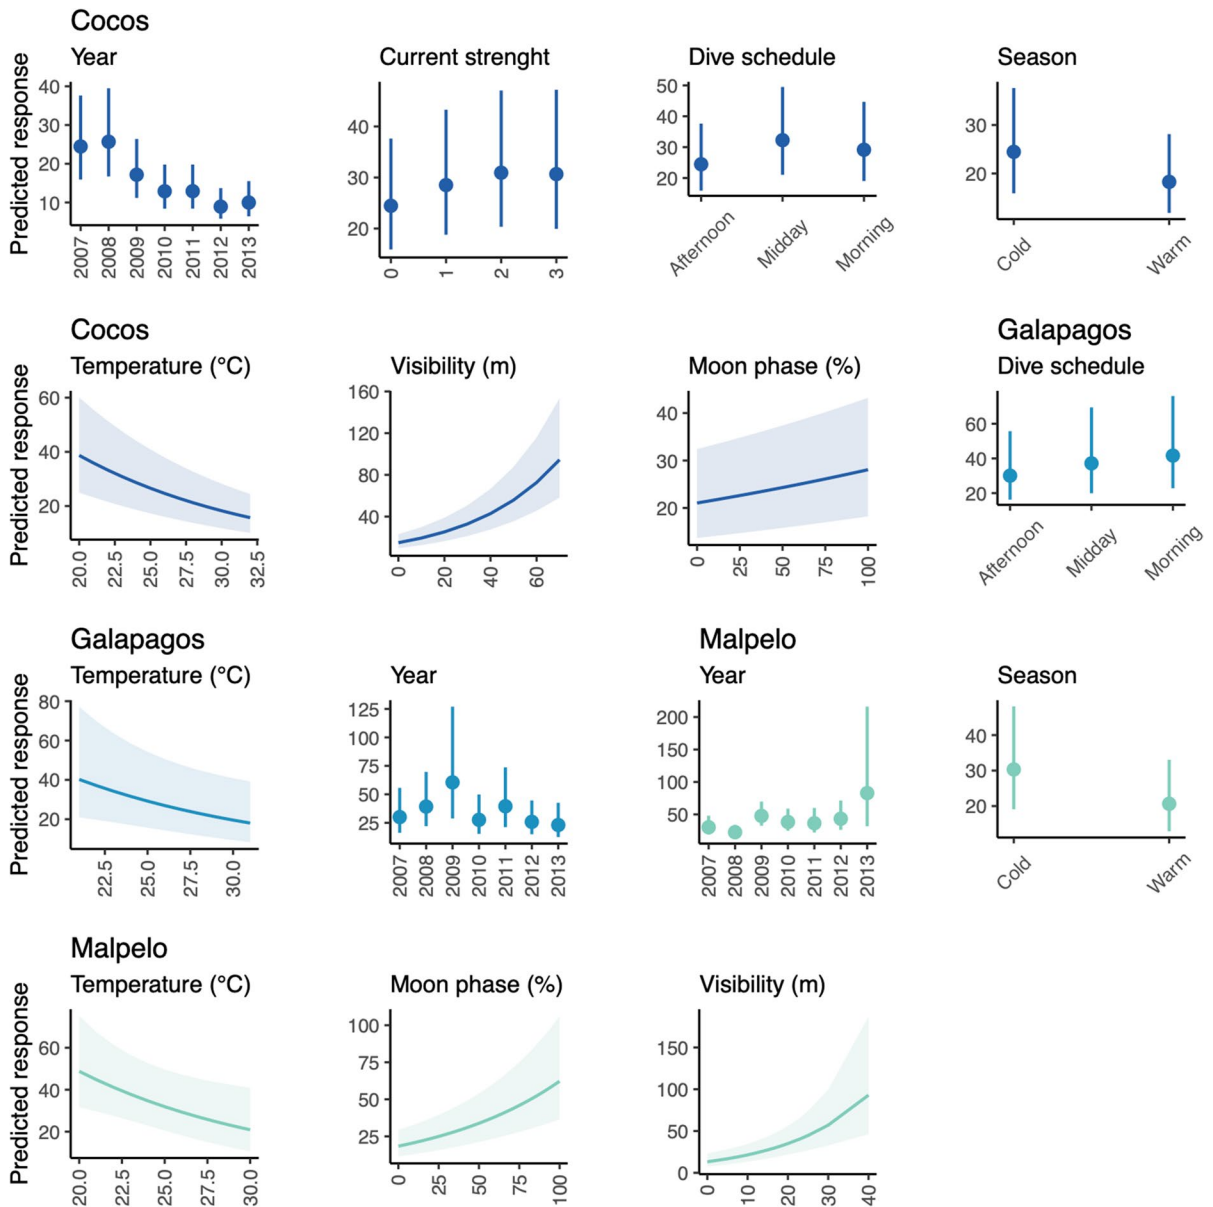 Cocos
Year Current strenght Dive schedule Season
Predicted response
40
30
20
10
2007 2008 2009 2010 2011 2012 2013
40
30
20
0 1 2 3
50
40
30
20
Afternoon Midday Morning
30
20
Cold Warm
Cocos Galapagos
Temperature (°C) Visibility (m) Moon phase (%) Dive schedule
Predicted response
60
40
20
20.0 22.5 25.0 27.5 30.0 32.5
160
120
80
40
0 20 40 60
40
30
20
0 25 50 75 100
60
40
20
Afternoon Midday Morning
Galapagos Malpelo
Temperature (°C) Year Year Season
Predicted response
80
60
40
20
22.5 25.0 27.5 30.0
125
100
75
50
25
2007 2008 2009 2010 2011 2012 2013
200
150
100
50
2007 2008 2009 2010 2011 2012 2013
40
30
20
Cold Warm
Malpelo
Temperature (°C) Moon phase (%) Visibility (m)
Predicted response
60
40
20
20.0 22.5 25.0 27.5 30.0
100
75
50
25
0 25 50 75 100
150
100
50
0
0 10 20 30 40